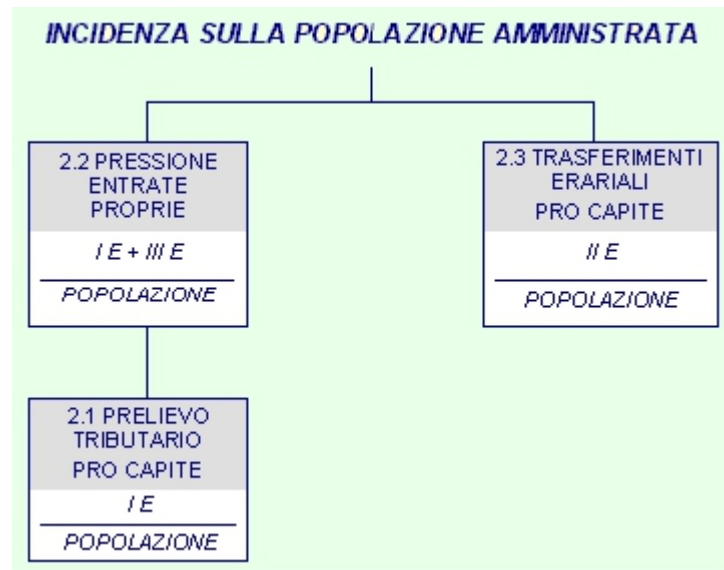 INCIDENZA SULLA POPOLAZIONE AMMINISTRATA
2.2 PRESSIONE
ENTRATE
PROPRIE
I E + III E
POPOLAZIONE
2.3 TRASFERIMENTI
ERARIALI
PRO CAPITE
II E
POPOLAZIONE
2.1 PRELIEVO
TRIBUTARIO
PRO CAPITE
I E
POPOLAZIONE